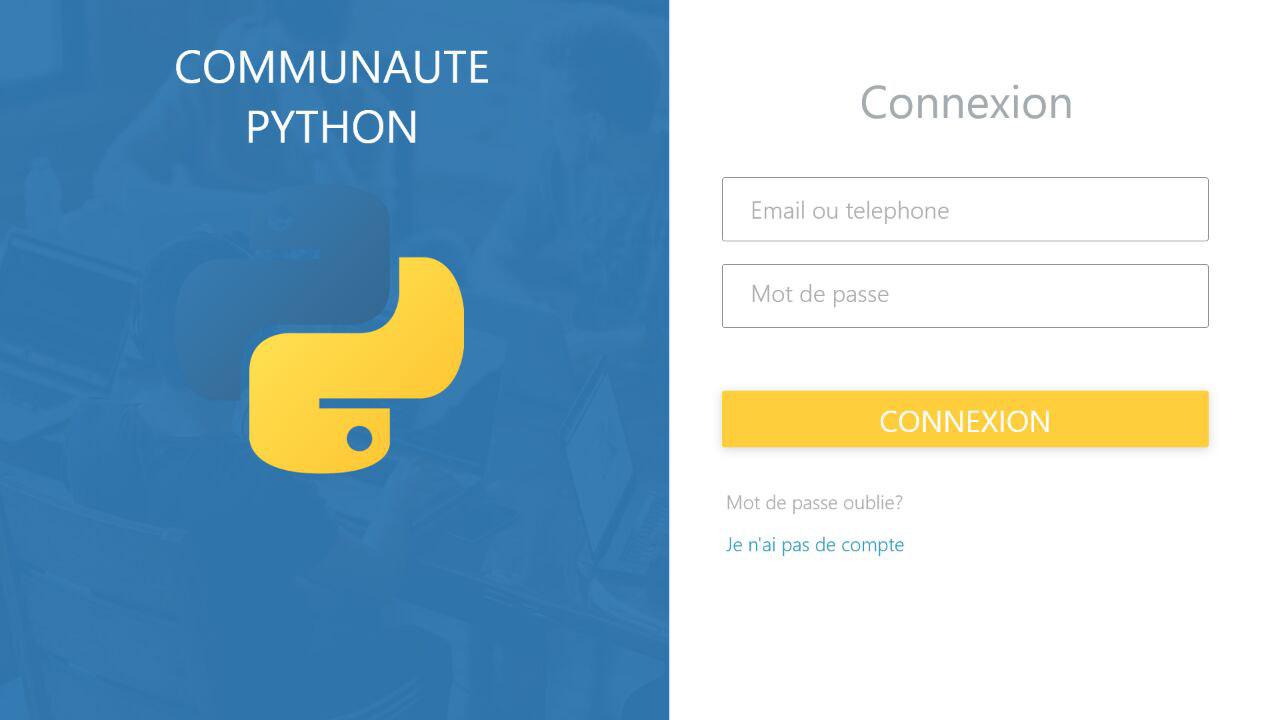 COMMUNAUTE
PYTHON
Connexion
Email ou telephone
Mot de passe
CONNEXION
Mot de passe oublie?
Je n'ai pas de compte